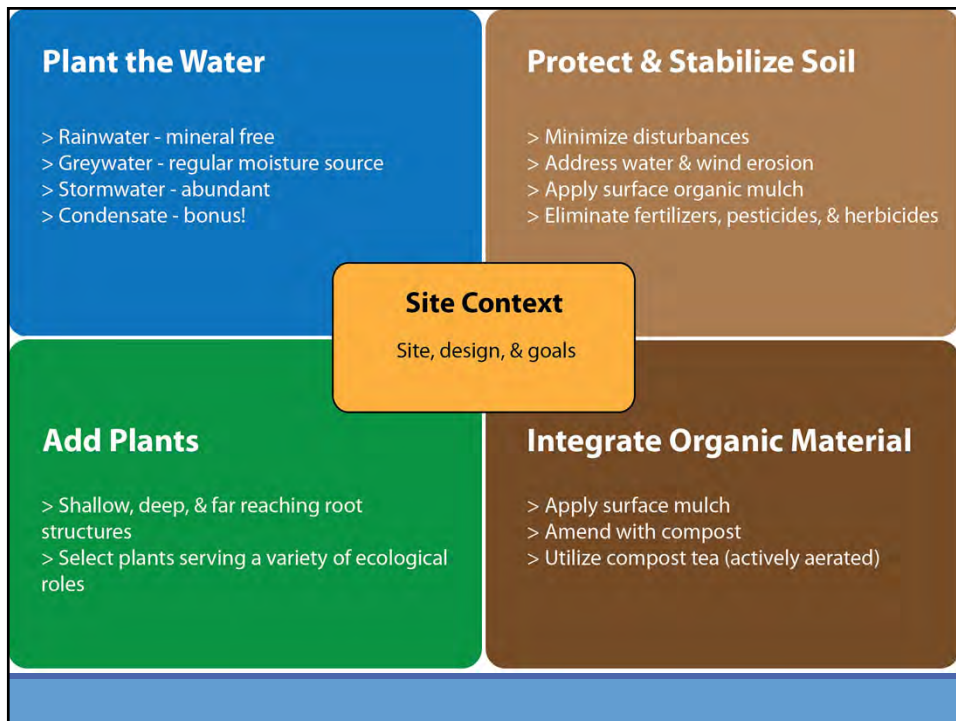 Plant the Water
> Rainwater - mineral free
> Greywater - regular moisture source
> Stormwater - abundant
> Condensate - bonus!
Protect & Stabilize Soil
> Minimize disturbances
> Address water & wind erosion
> Apply surface organic mulch
> Eliminate fertilizers, pesticides, & herbicides
Site Context
Site, design, & goals
Add Plants
> Shallow, deep, & far reaching root
structures
> Select plants serving a variety of ecological
roles
Integrate Organic Material
> Apply surface mulch
> Amend with compost
> Utilize compost tea (actively aerated)